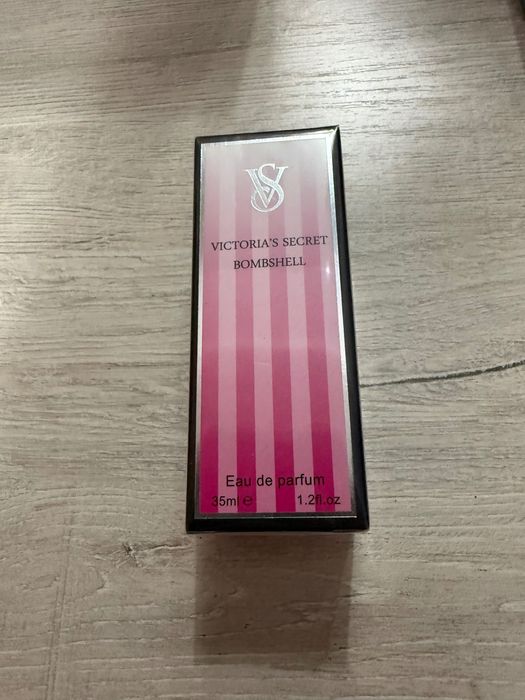 VS
VICTORIA'S SECRET
BOMBSHELL
Eau de parfum
35ml ℮ 1.2fl.oz